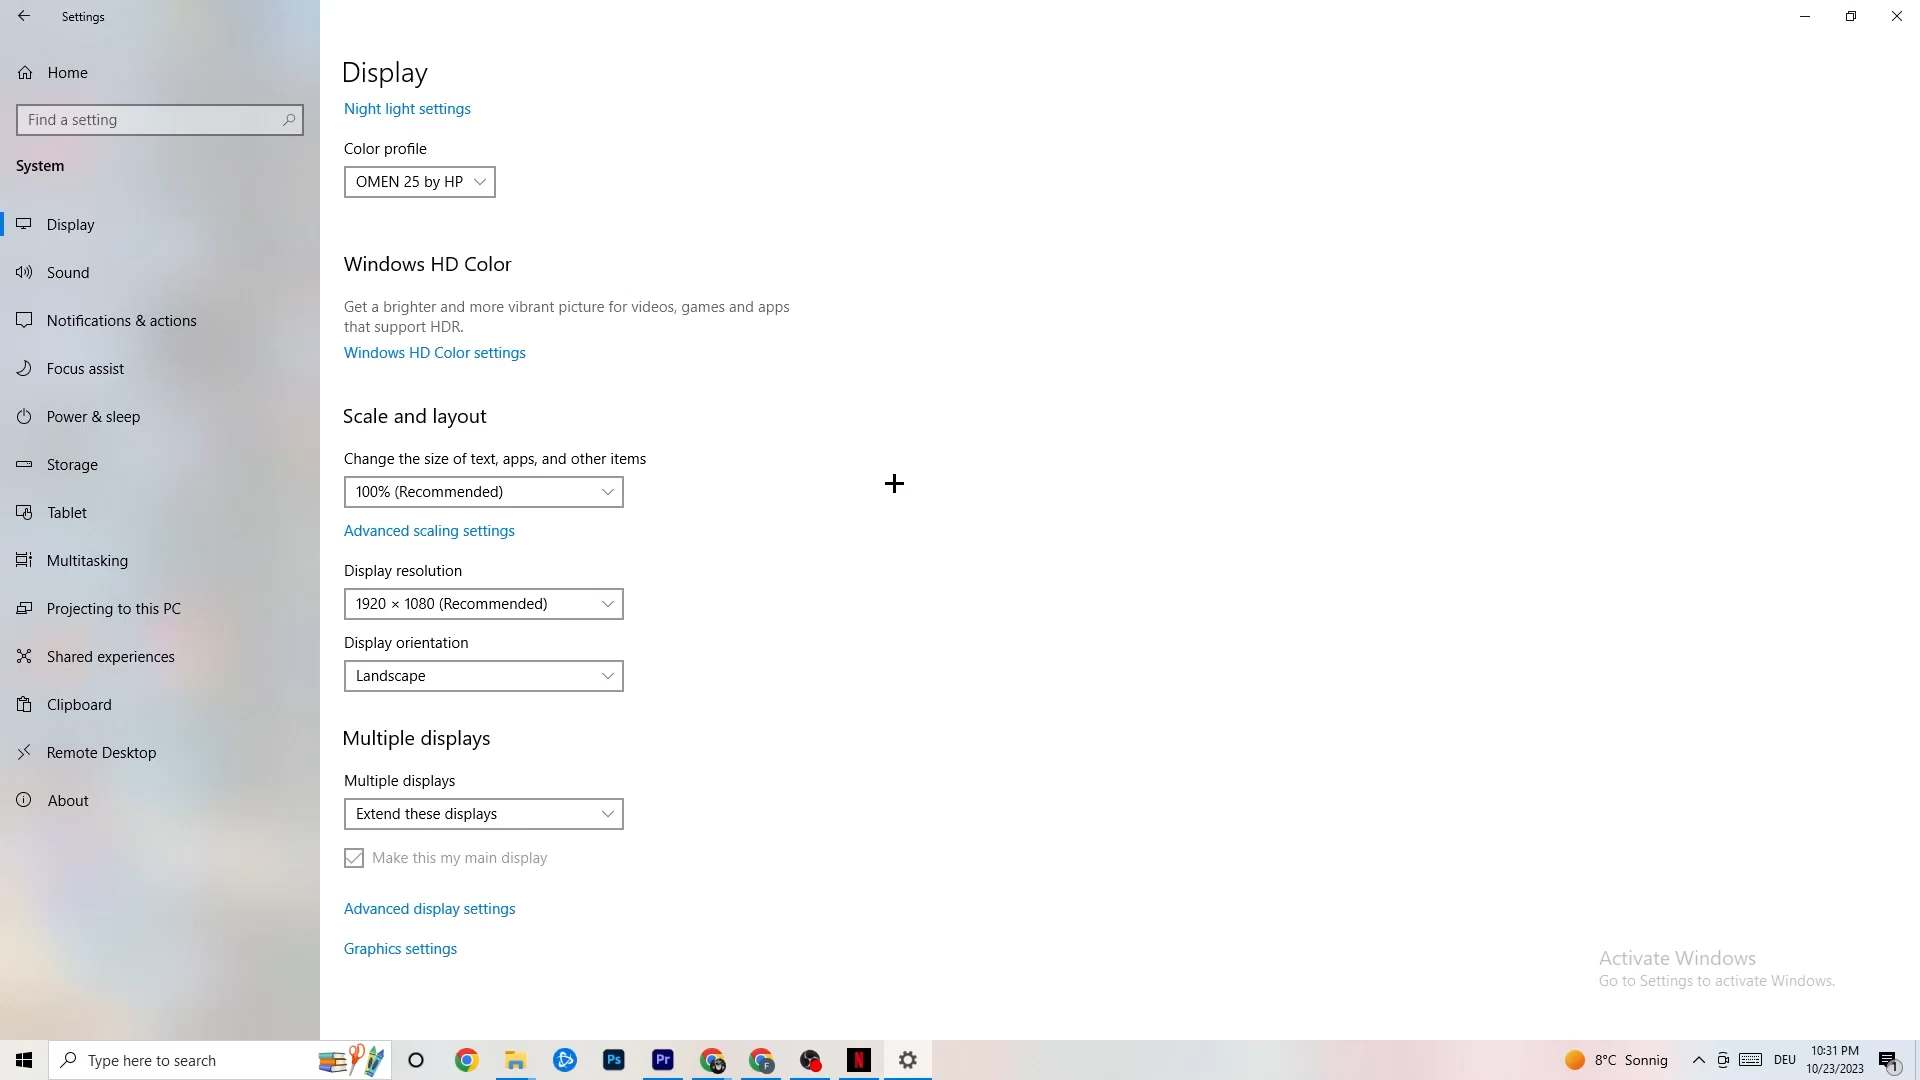 Settings
Home
Find a setting
System
Display
Sound
Notifications & actions
Focus assist
Power & sleep
Storage
Tablet
Multitasking
Projecting to this PC
Shared experiences
Clipboard
Remote Desktop
About
Display
Night light settings
Color profile
OMEN 25 by HP
Windows HD Color
Get a brighter and more vibrant picture for videos, games and apps
that support HDR.
Windows HD Color settings
Scale and layout
Change the size of text, apps, and other items
100% (Recommended)
Advanced scaling settings
Display resolution
1920 × 1080 (Recommended)
Display orientation
Landscape
Multiple displays
Multiple displays
Extend these displays
Make this my main display
Advanced display settings
Graphics settings
Activate Windows
Go to Settings to activate Windows.
Type here to search
Ps
Pr
F
N
8°C Sonnig
DEU
10:31 PM
10/23/2023
1